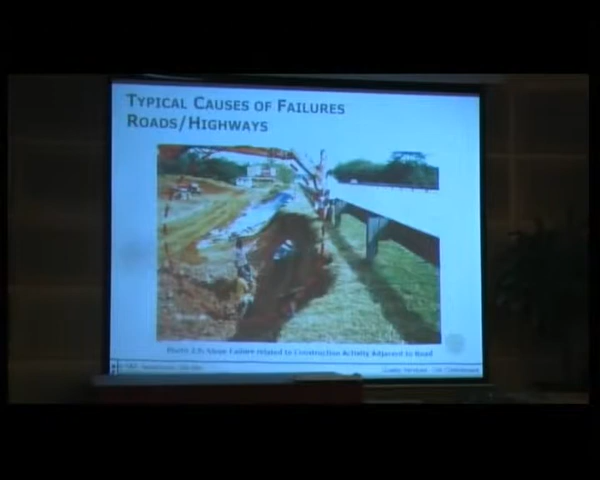 Typical Causes of Failures
Roads/Highways
Slope Failure related to Construction Activity Adjacent to Road